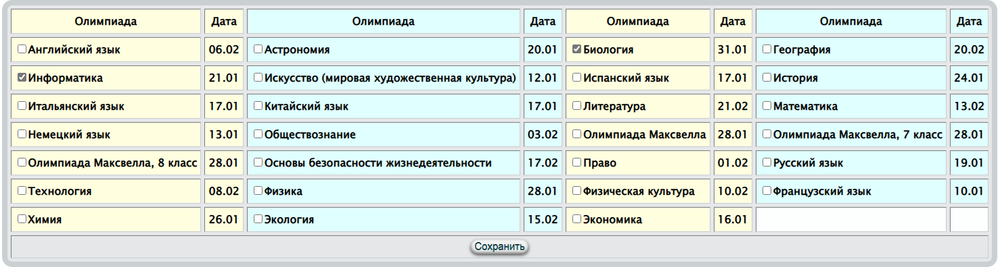 Олимпиада Дата Олимпиада Дата Олимпиада Дата Олимпиада Дата
Английский язык 06.02 Астрономия 20.01 Биология 31.01 География 20.02
Информатика 21.01 Искусство (мировая художественная культура) 12.01 Испанский язык 17.01 История 24.01
Итальянский язык 17.01 Китайский язык 17.01 Литература 21.02 Математика 13.02
Немецкий язык 13.01 Обществознание 03.02 Олимпиада Максвелла 28.01 Олимпиада Максвелла, 7 класс 28.01
Олимпиада Максвелла, 8 класс 28.01 Основы безопасности жизнедеятельности 17.02 Право 01.02 Русский язык 19.01
Технология 08.02 Физика 28.01 Физическая культура 10.02 Французский язык 10.01
Химия 26.01 Экология 15.02 Экономика 16.01
Сохранить